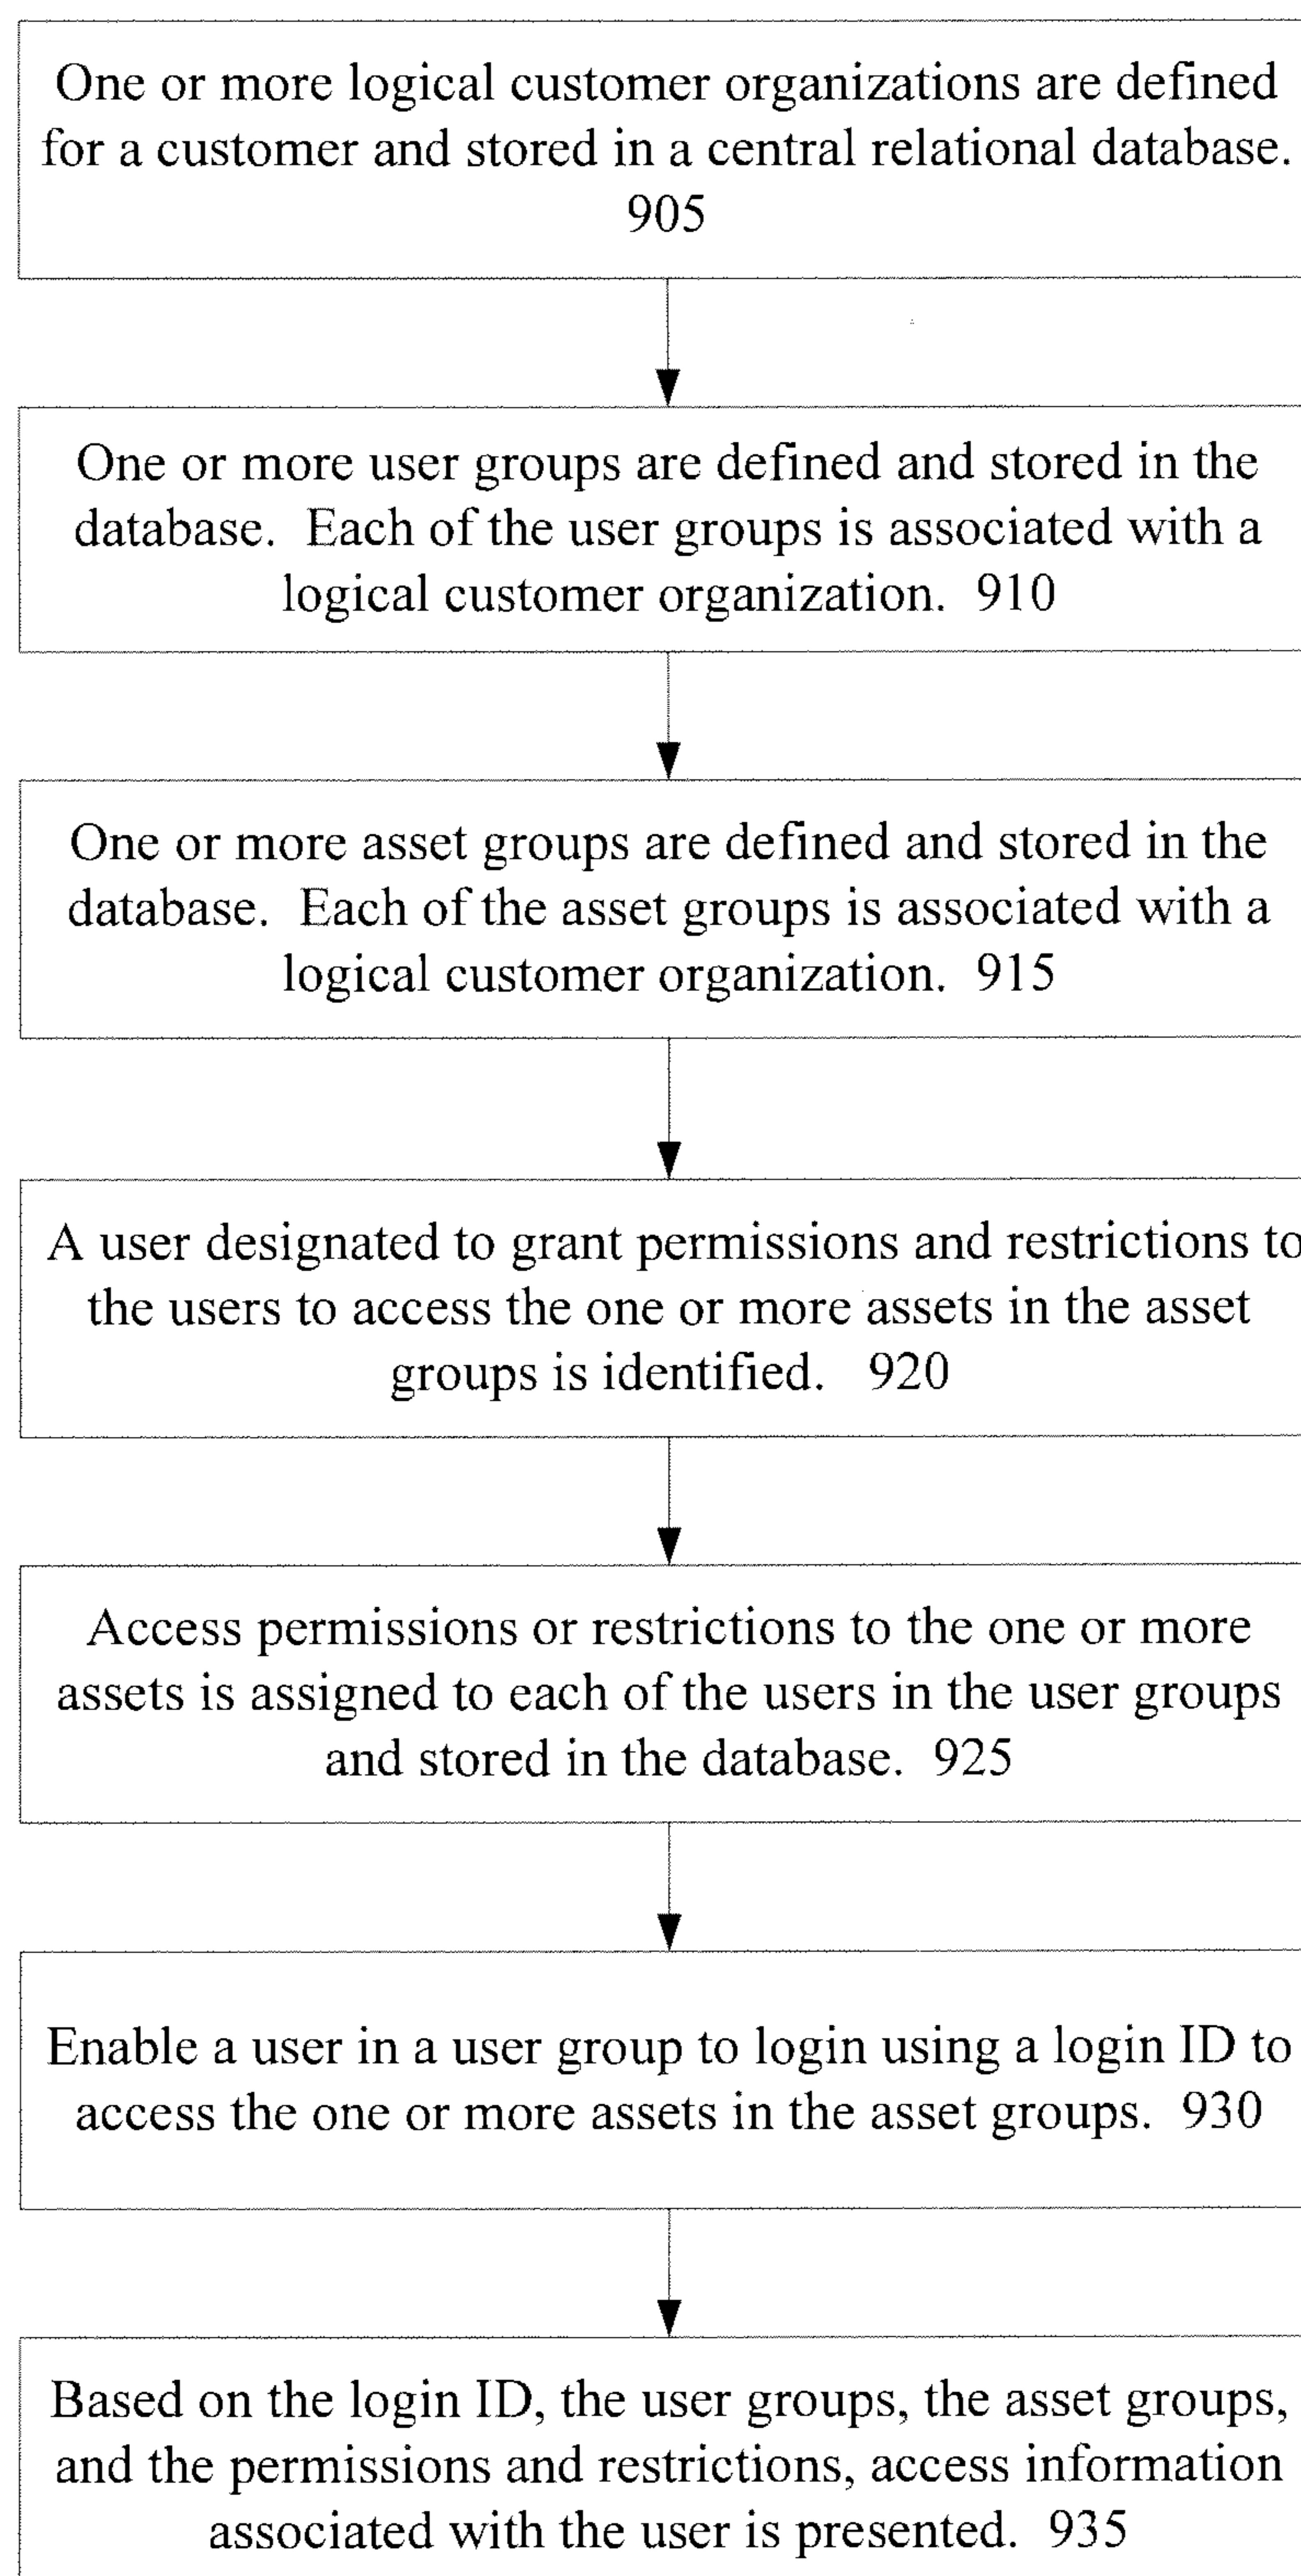 One or more logical customer organizations are defined
for a customer and stored in a central relational database.
905
One or more user groups are defined and stored in the
database. Each of the user groups is associated with a
logical customer organization. 910
One or more asset groups are defined and stored in the
database. Each of the asset groups is associated with a
logical customer organization. 915
A user designated to grant permissions and restrictions to
the users to access the one or more assets in the asset
groups is identified. 920
Access permissions or restrictions to the one or more
assets is assigned to each of the users in the user groups
and stored in the database. 925
Enable a user in a user group to login using a login ID to
access the one or more assets in the asset groups. 930
Based on the login ID, the user groups, the asset groups,
and the permissions and restrictions, access information
associated with the user is presented. 935